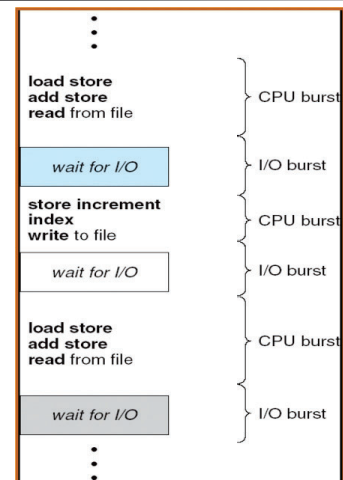 load store
add store
read from file
CPU burst
wait for I/O
I/O burst
store increment
index
write to file
CPU burst
wait for I/O
I/O burst
load store
add store
read from file
CPU burst
wait for I/O
I/O burst